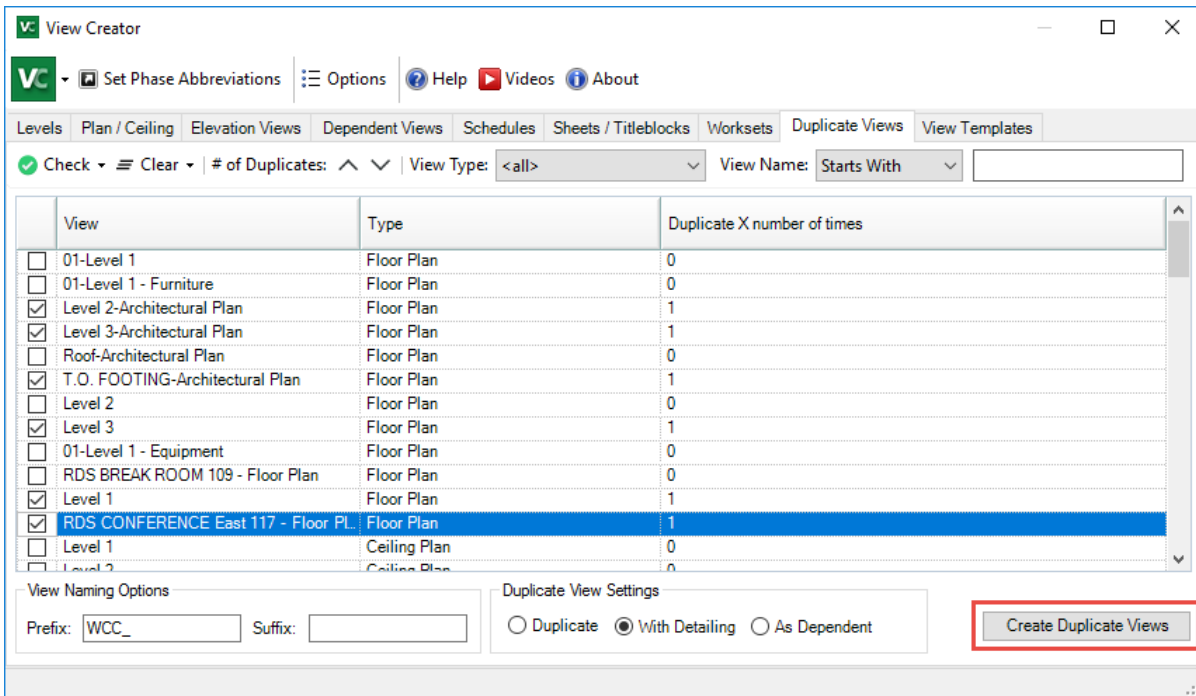 VC View Creator
VC Set Phase Abbreviations Options Help Videos About
Levels Plan / Ceiling Elevation Views Dependent Views Schedules Sheets / Titleblocks Worksets Duplicate Views View Templates
Check Clear # of Duplicates: View Type: <all> View Name: Starts With
View Type Duplicate X number of times
01-Level 1 Floor Plan 0
01-Level 1 - Furniture Floor Plan 0
Level 2-Architectural Plan Floor Plan 1
Level 3-Architectural Plan Floor Plan 1
Roof-Architectural Plan Floor Plan 0
T.O. FOOTING-Architectural Plan Floor Plan 1
Level 2 Floor Plan 0
Level 3 Floor Plan 1
01-Level 1 - Equipment Floor Plan 0
RDS BREAK ROOM 109 - Floor Plan Floor Plan 0
Level 1 Floor Plan 1
RDS CONFERENCE East 117 - Floor PL... Floor Plan 1
Level 1 Ceiling Plan 0
Level 2 Ceiling Plan 0
View Naming Options Duplicate View Settings
Prefix: WCC_ Suffix: Duplicate With Detailing As Dependent Create Duplicate Views